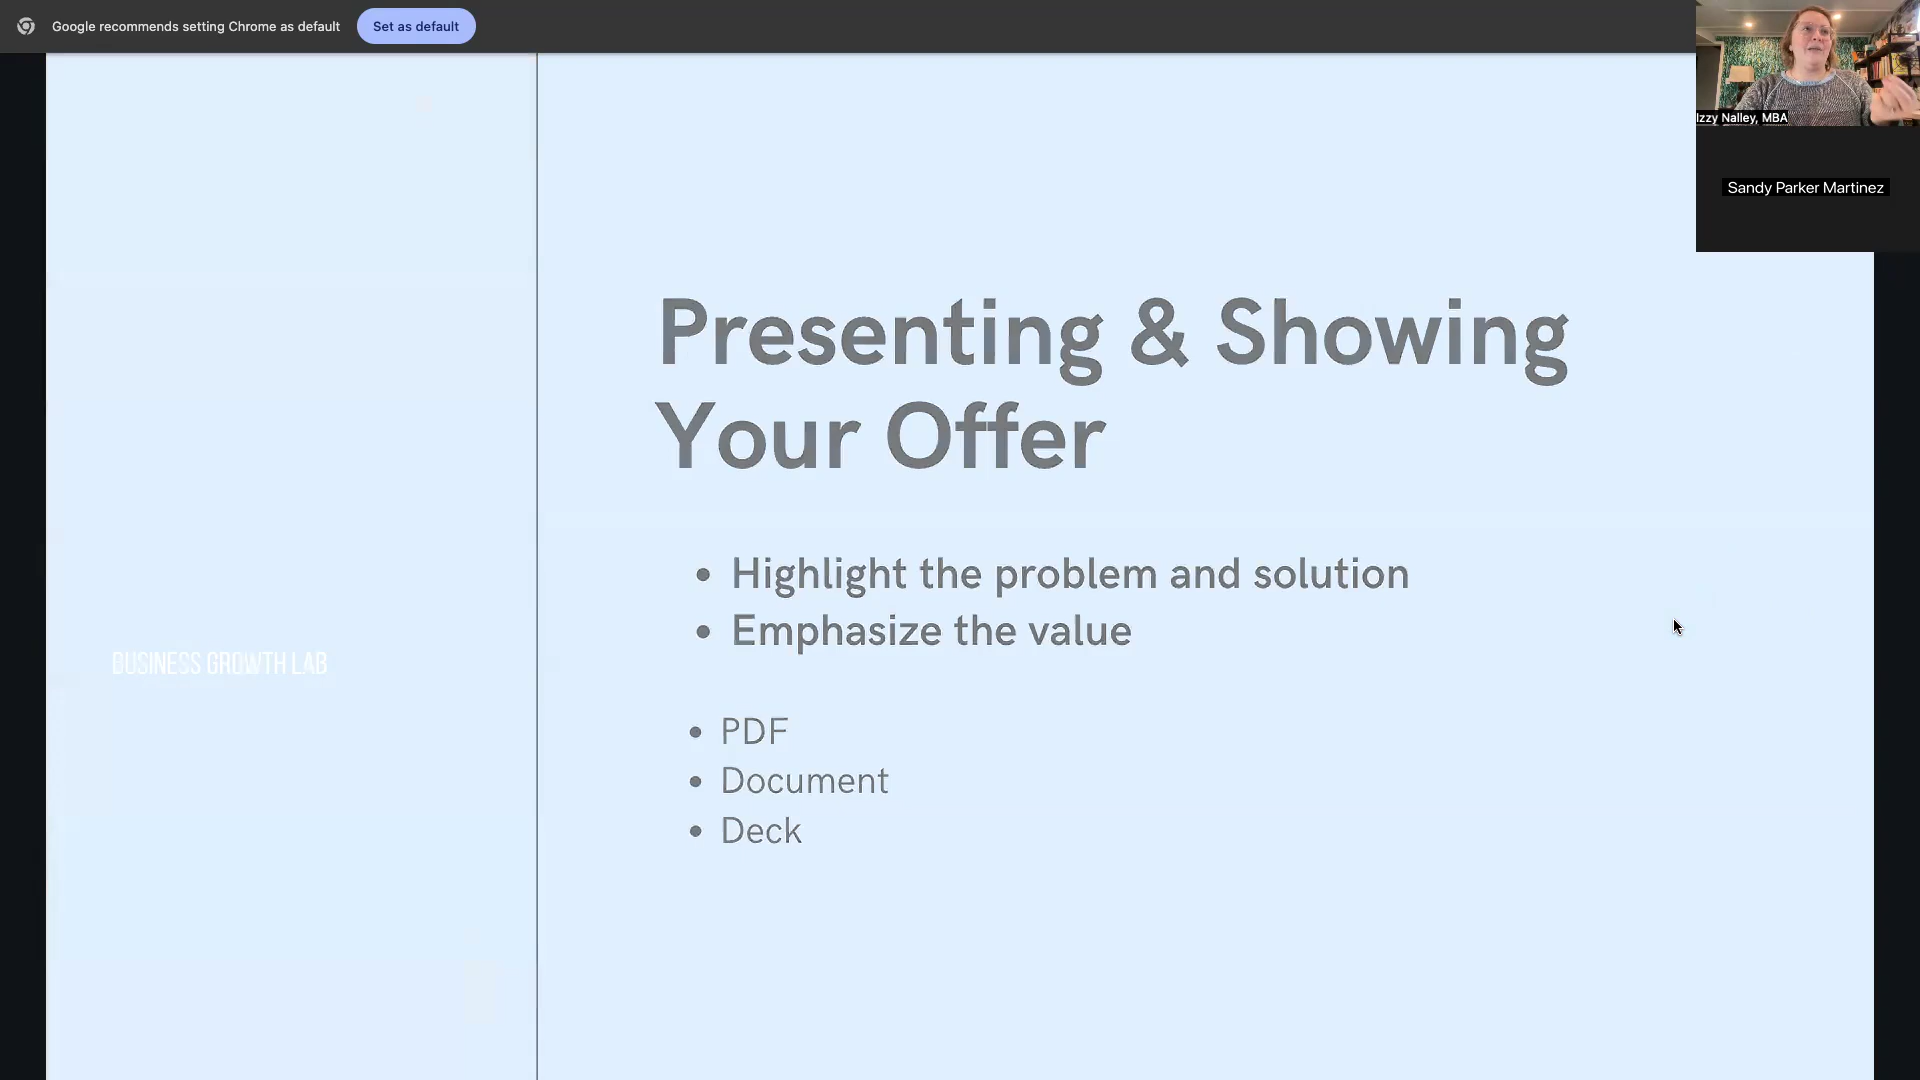 Google recommends setting Chrome as default
Set as default
Izzy Nalley, MBA
Sandy Parker Martinez
Presenting & Showing
Your Offer
• Highlight the problem and solution
• Emphasize the value
BUSINESS GROWTH LAB
• PDF
• Document
• Deck